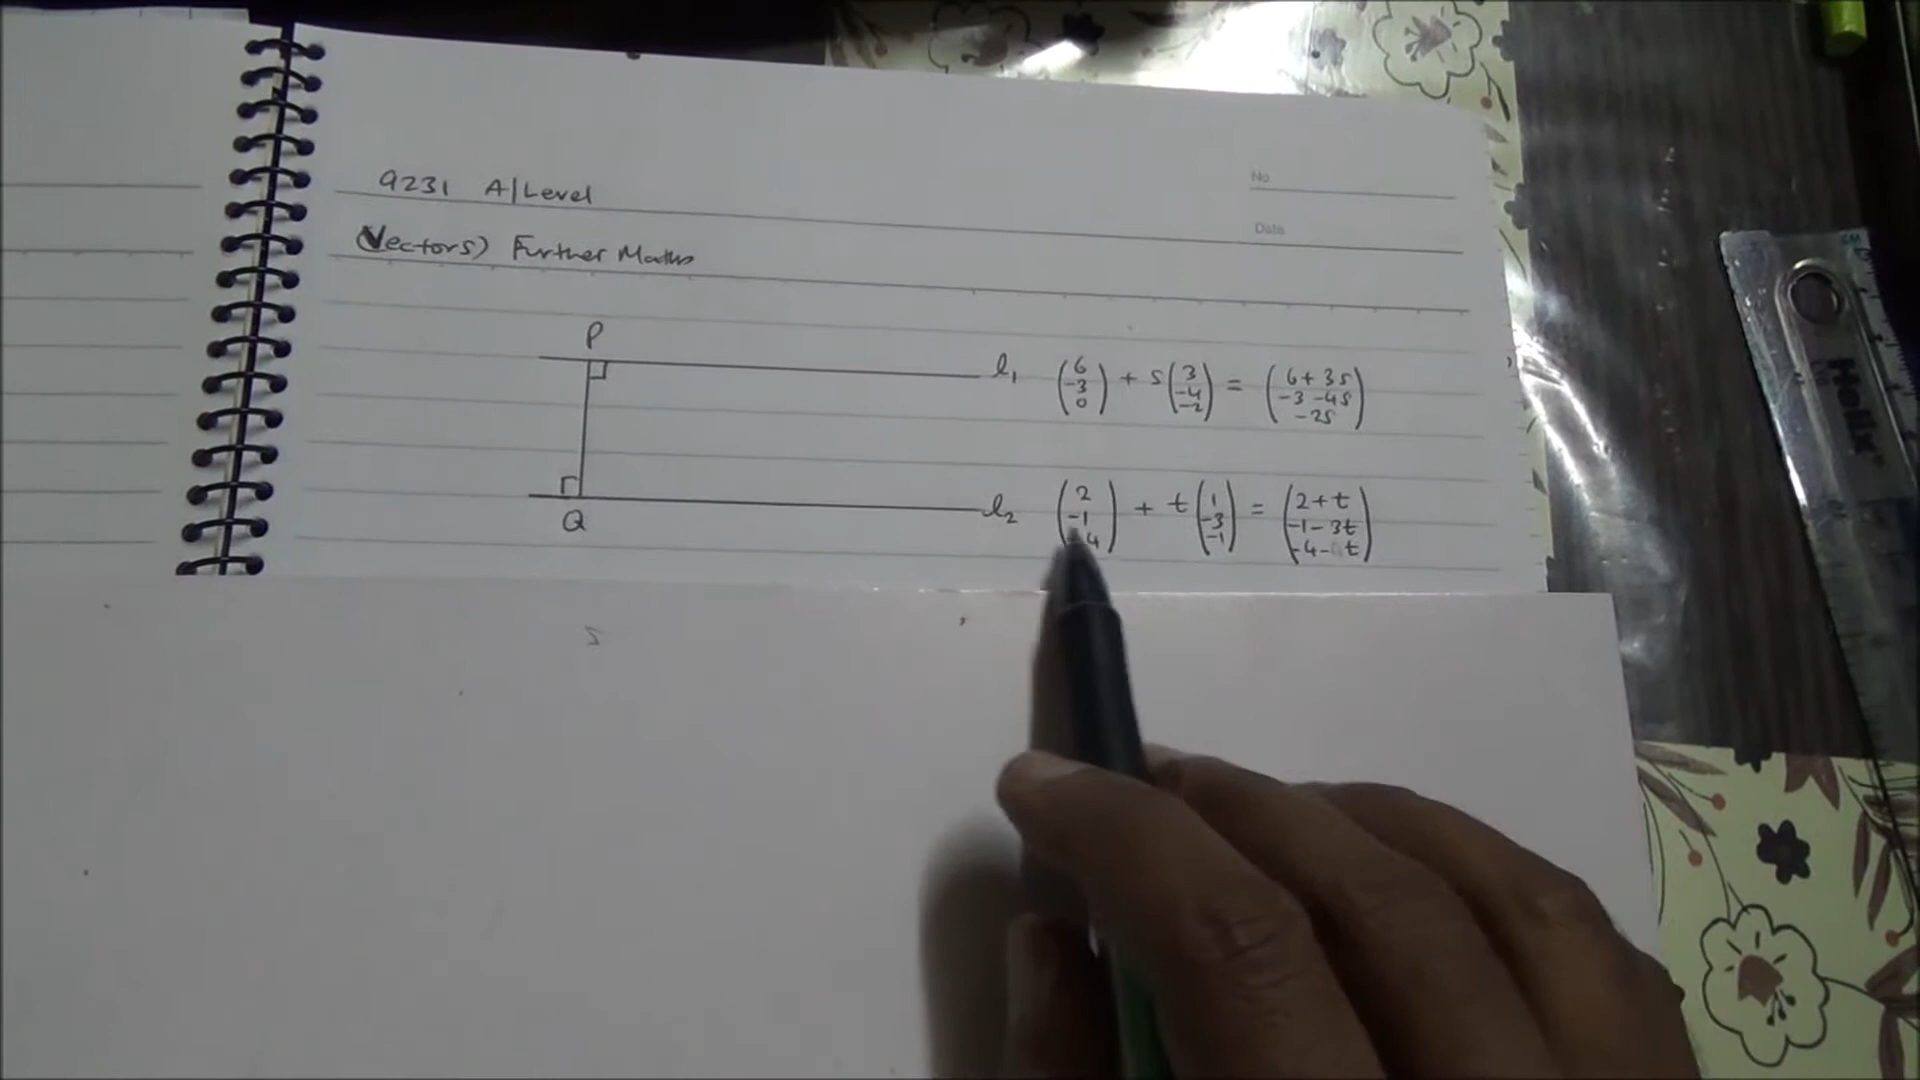 No.
9231 A/Level
Date
(Vectors) Further Maths
P
l₁ (6 -3 0) + s(3 -4 -2) = (6+3s -3-4s -2s)
l₂ (2 -1 -4) + t(1 -3 -1) = (2+t -1-3t -4-t)
Q
Helix